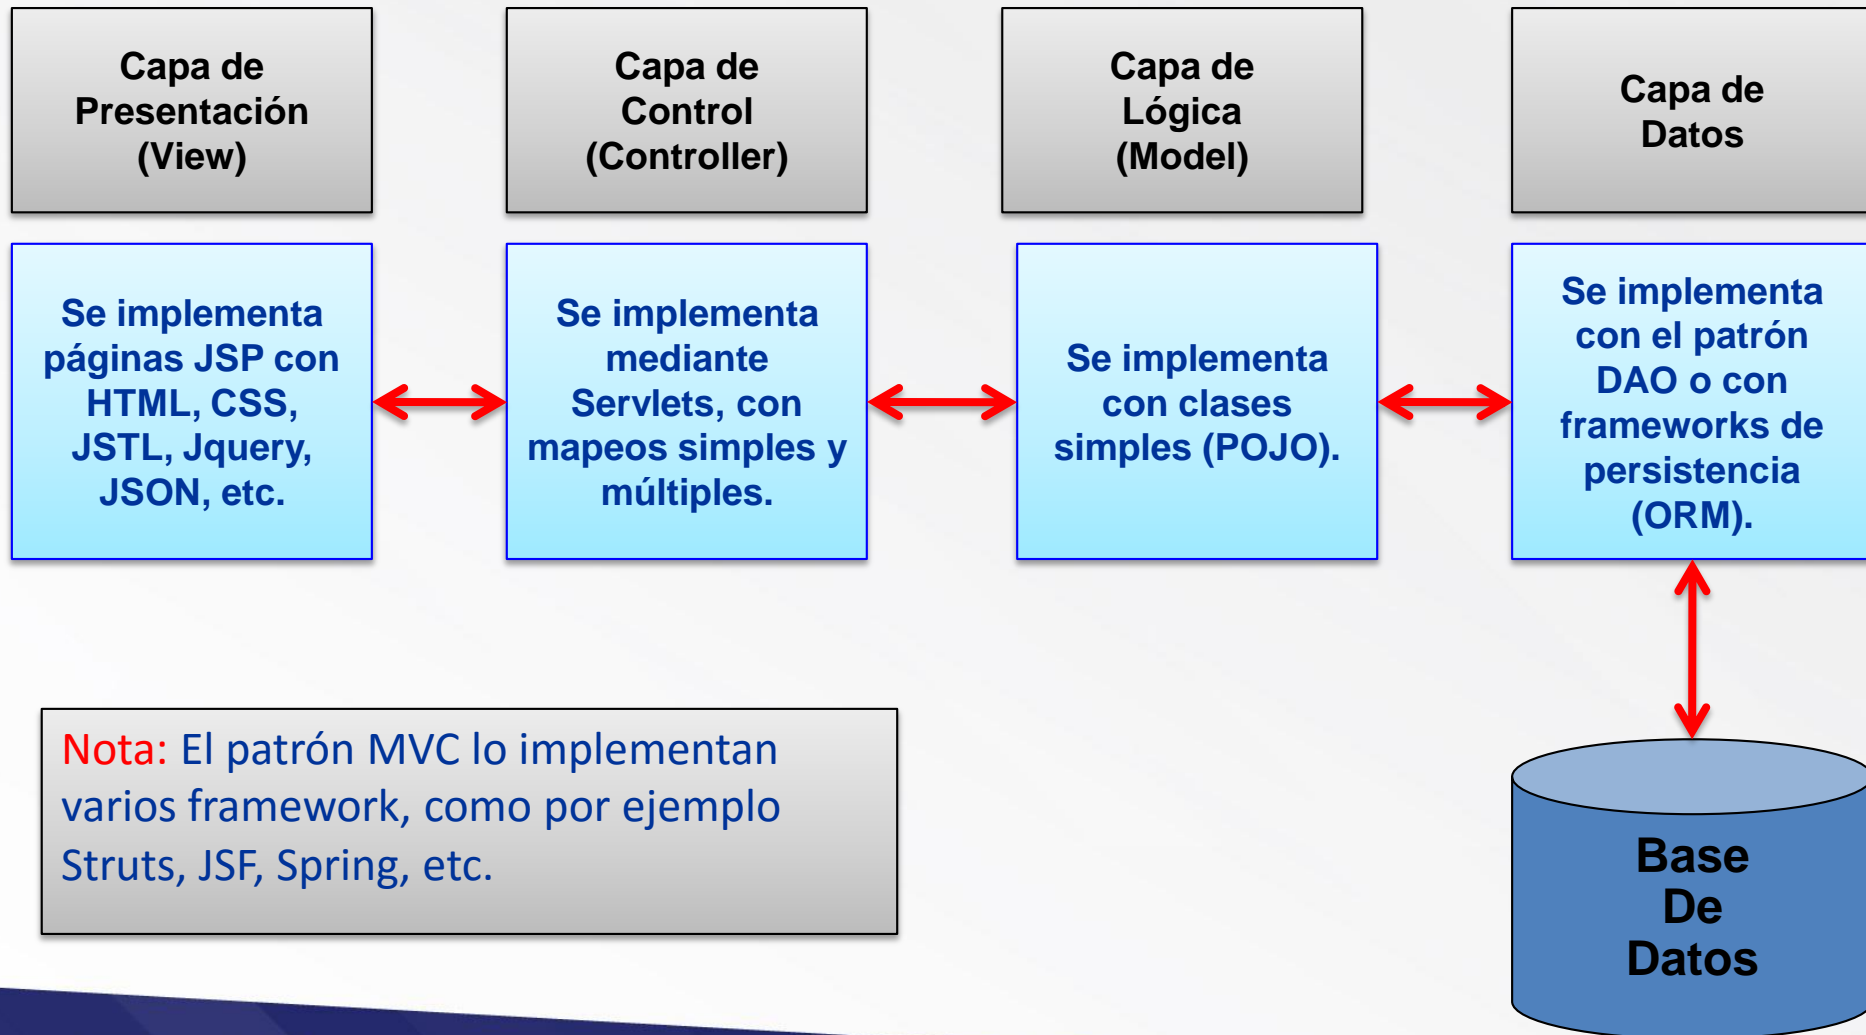 Capa de
Presentación
(View)
Capa de
Control
(Controller)
Capa de
Lógica
(Model)
Capa de
Datos
Se implementa
páginas JSP con
HTML, CSS,
JSTL, Jquery,
JSON, etc.
Se implementa
mediante
Servlets, con
mapeos simples y
múltiples.
Se implementa
con clases
simples (POJO).
Se implementa
con el patrón
DAO o con
frameworks de
persistencia
(ORM).
Nota: El patrón MVC lo implementan
varios framework, como por ejemplo
Struts, JSF, Spring, etc.
Base
De
Datos